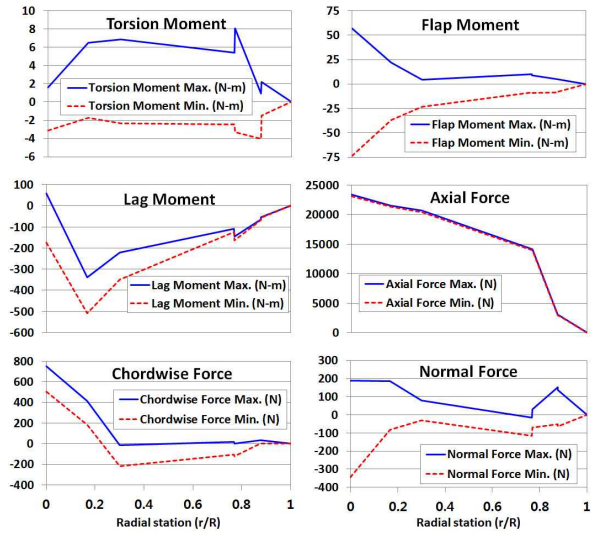 Torsion Moment
10
8
6
4
2
0
2
-4
6
Torsion Moment Max. (N-m)
Torsion Moment Min. (N-m)
Flap Moment
75
50
25
0
-25
-50
75
Flap Moment Max. (N-m)
Flap Moment Min. (N-m)
Lag Moment
100
0
-100
-200
-300
-400
-500
-600
Lag Moment Max. (N-m)
Lag Moment Min. (N-m)
Axial Force
25000
20000
15000
10000
5000
0
Axial Force Max. (N)
Axial Force Min. (N)
Chordwise Force
800
600
400
200
0
-200
-400
Chordwise Force Max. (N)
Chordwise Force Min. (N)
0 0.2 0.4 0.6 0.8 1
Radial station (r/R)
Normal Force
300
200
100
0
-100
-200
-300
-400
Normal Force Max. (N)
Normal Force Min. (N)
0 0.2 0.4 0.6 0.8 1
Radial station (r/R)